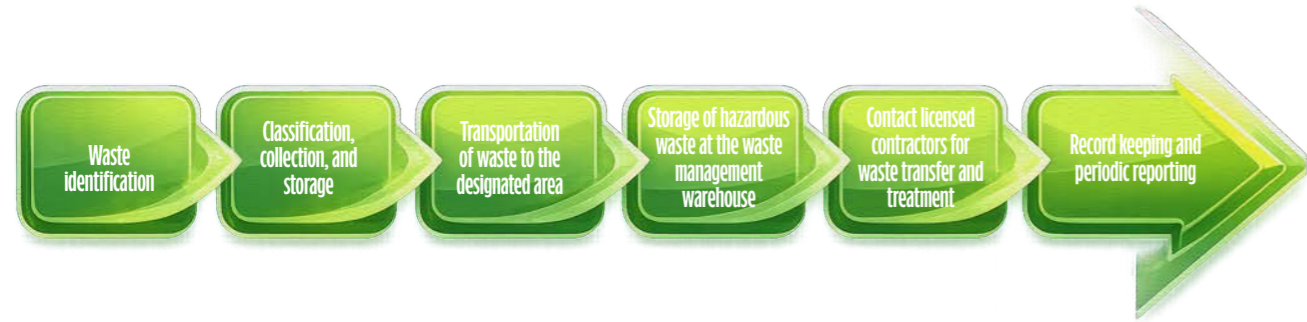 Waste
identification
Classification,
collection, and
storage
Transportation
of waste to the
designated area
Storage of hazardous
waste at the waste
management
warehouse
Contact licensed
contractors for
waste transfer and
treatment
Record keeping and
periodic reporting